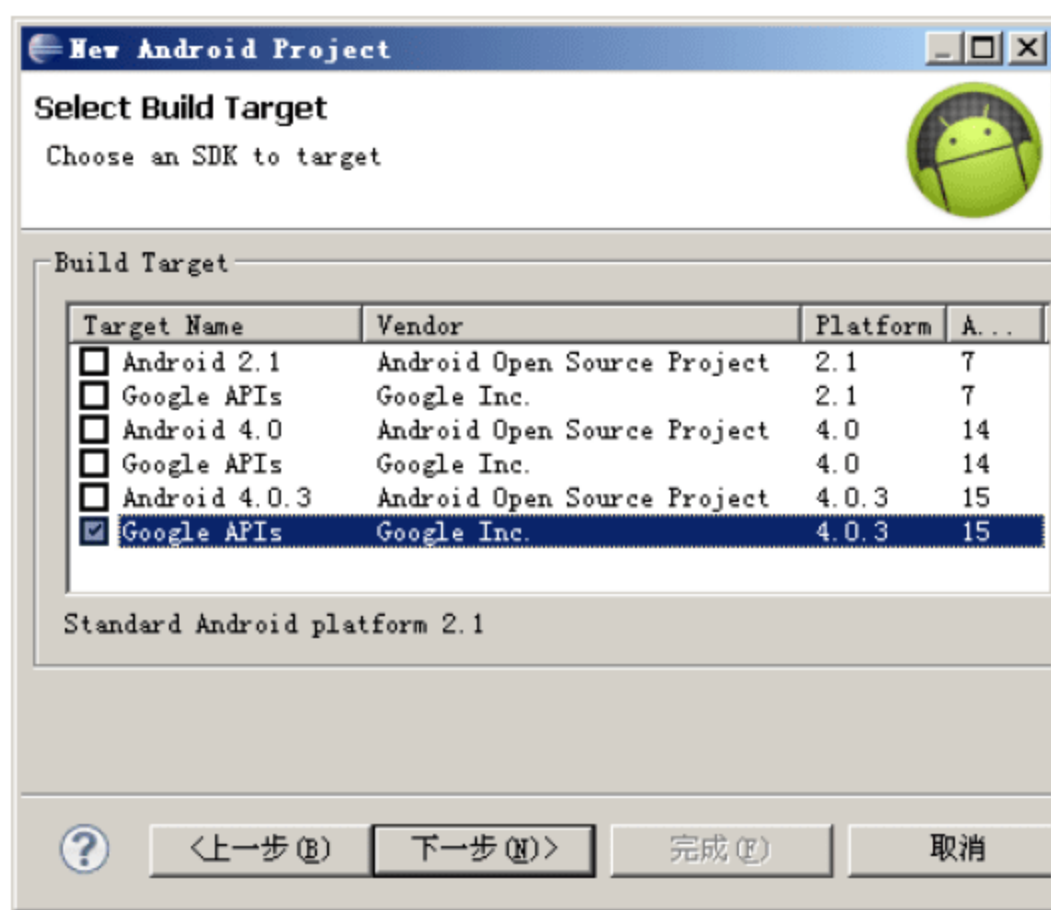 New Android Project
Select Build Target
Choose an SDK to target
Build Target
Target Name Vendor Platform A...
Android 2.1 Android Open Source Project 2.1 7
Google APIs Google Inc. 2.1 7
Android 4.0 Android Open Source Project 4.0 14
Google APIs Google Inc. 4.0 14
Android 4.0.3 Android Open Source Project 4.0.3 15
Google APIs Google Inc. 4.0.3 15
Standard Android platform 2.1
? <上一步(B) 下一步(N)> 完成(F) 取消